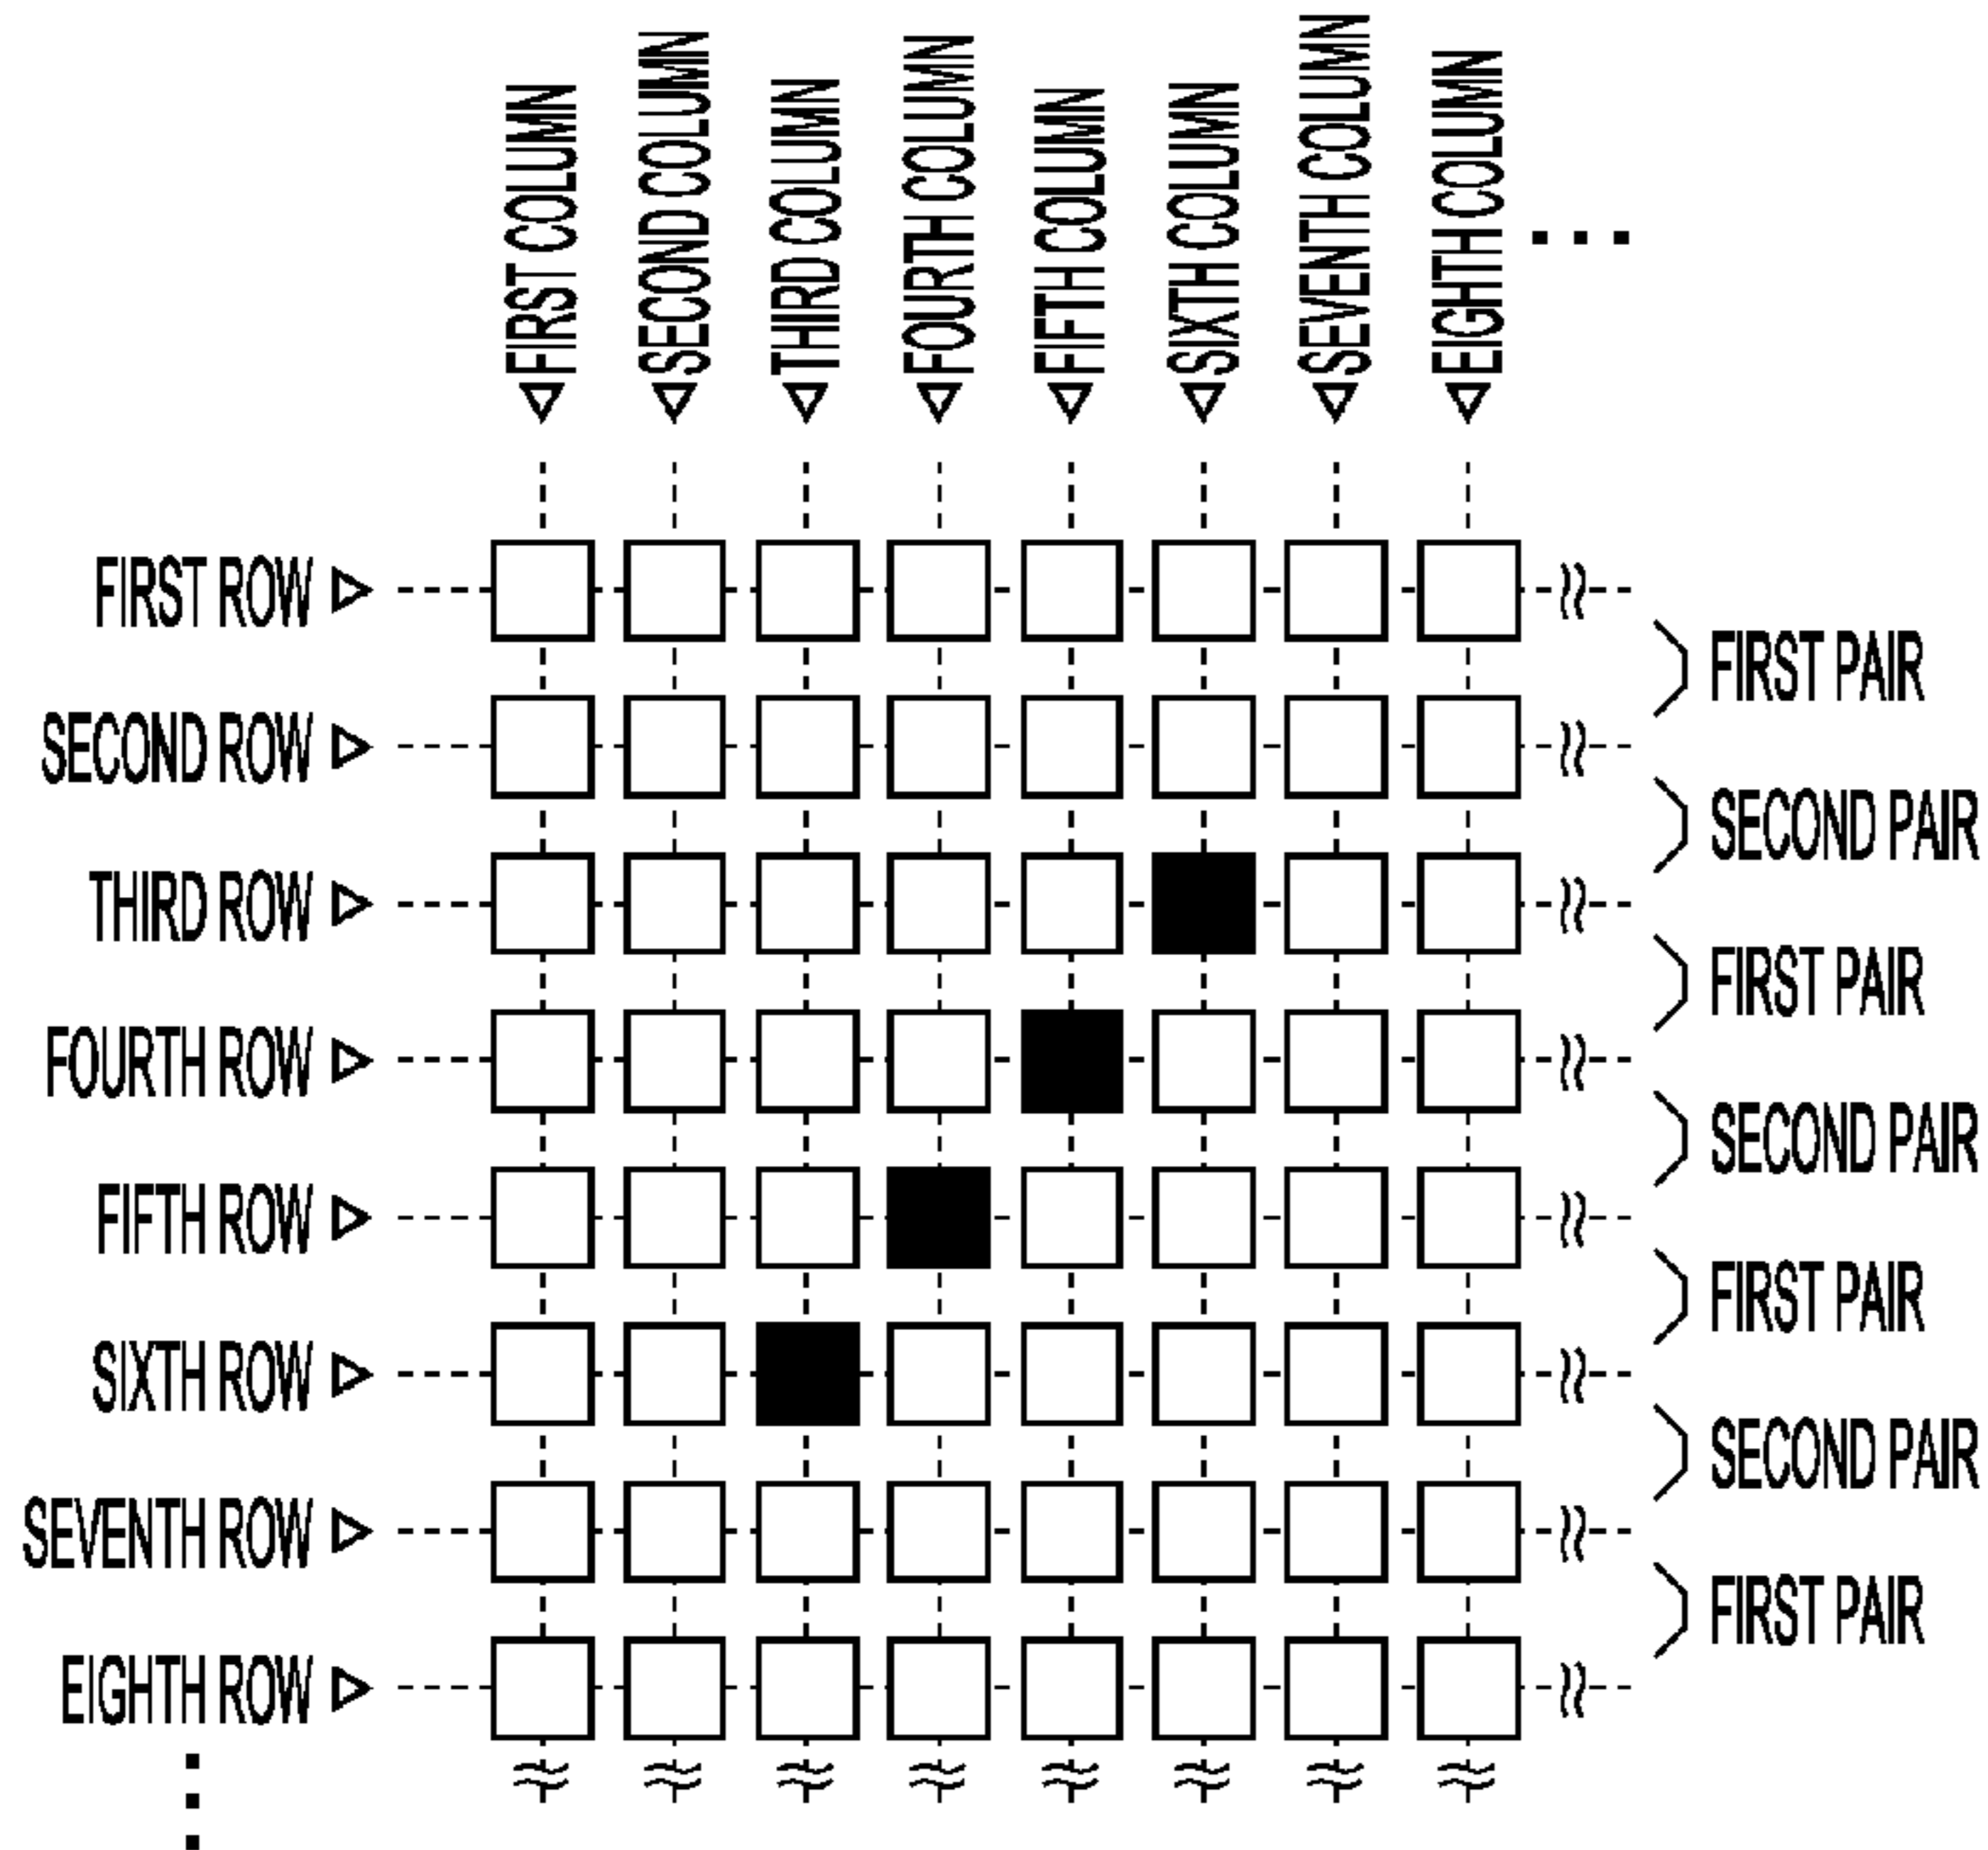 FIRST COLUMN
SECOND COLUMN
THIRD COLUMN
FOURTH COLUMN
FIFTH COLUMN
SIXTH COLUMN
SEVENTH COLUMN
EIGHTH COLUMN
FIRST ROW
FIRST PAIR
SECOND ROW
SECOND PAIR
THIRD ROW
FIRST PAIR
FOURTH ROW
SECOND PAIR
FIFTH ROW
FIRST PAIR
SIXTH ROW
SECOND PAIR
SEVENTH ROW
FIRST PAIR
EIGHTH ROW